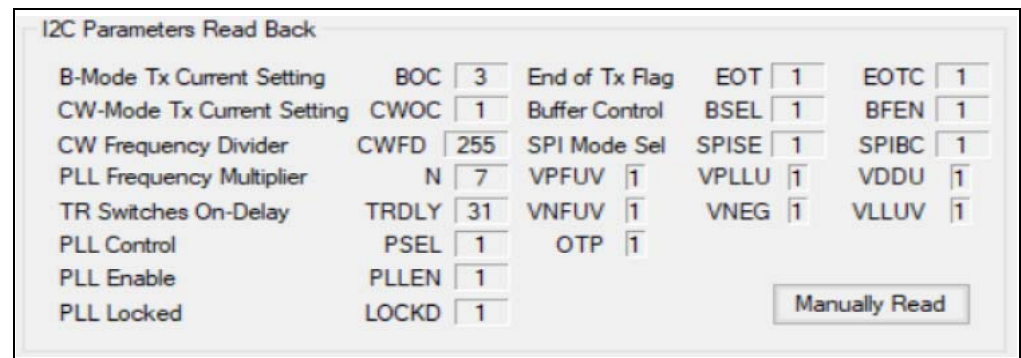 I2C Parameters Read Back
B-Mode Tx Current Setting BOC 3 End of Tx Flag EOT 1 EOTC 1
CW-Mode Tx Current Setting CWOC 1 Buffer Control BSEL 1 BFEN 1
CW Frequency Divider CWFD 255 SPI Mode Sel SPISE 1 SPIBC 1
PLL Frequency Multiplier N 7 VPFUV 1 VPLLU 1 VDDU 1
TR Switches On-Delay TRDLY 31 VNFUV 1 VNEG 1 VLLUV 1
PLL Control PSEL 1 OTP 1
PLL Enable PLLEN 1
PLL Locked LOCKD 1
Manually Read